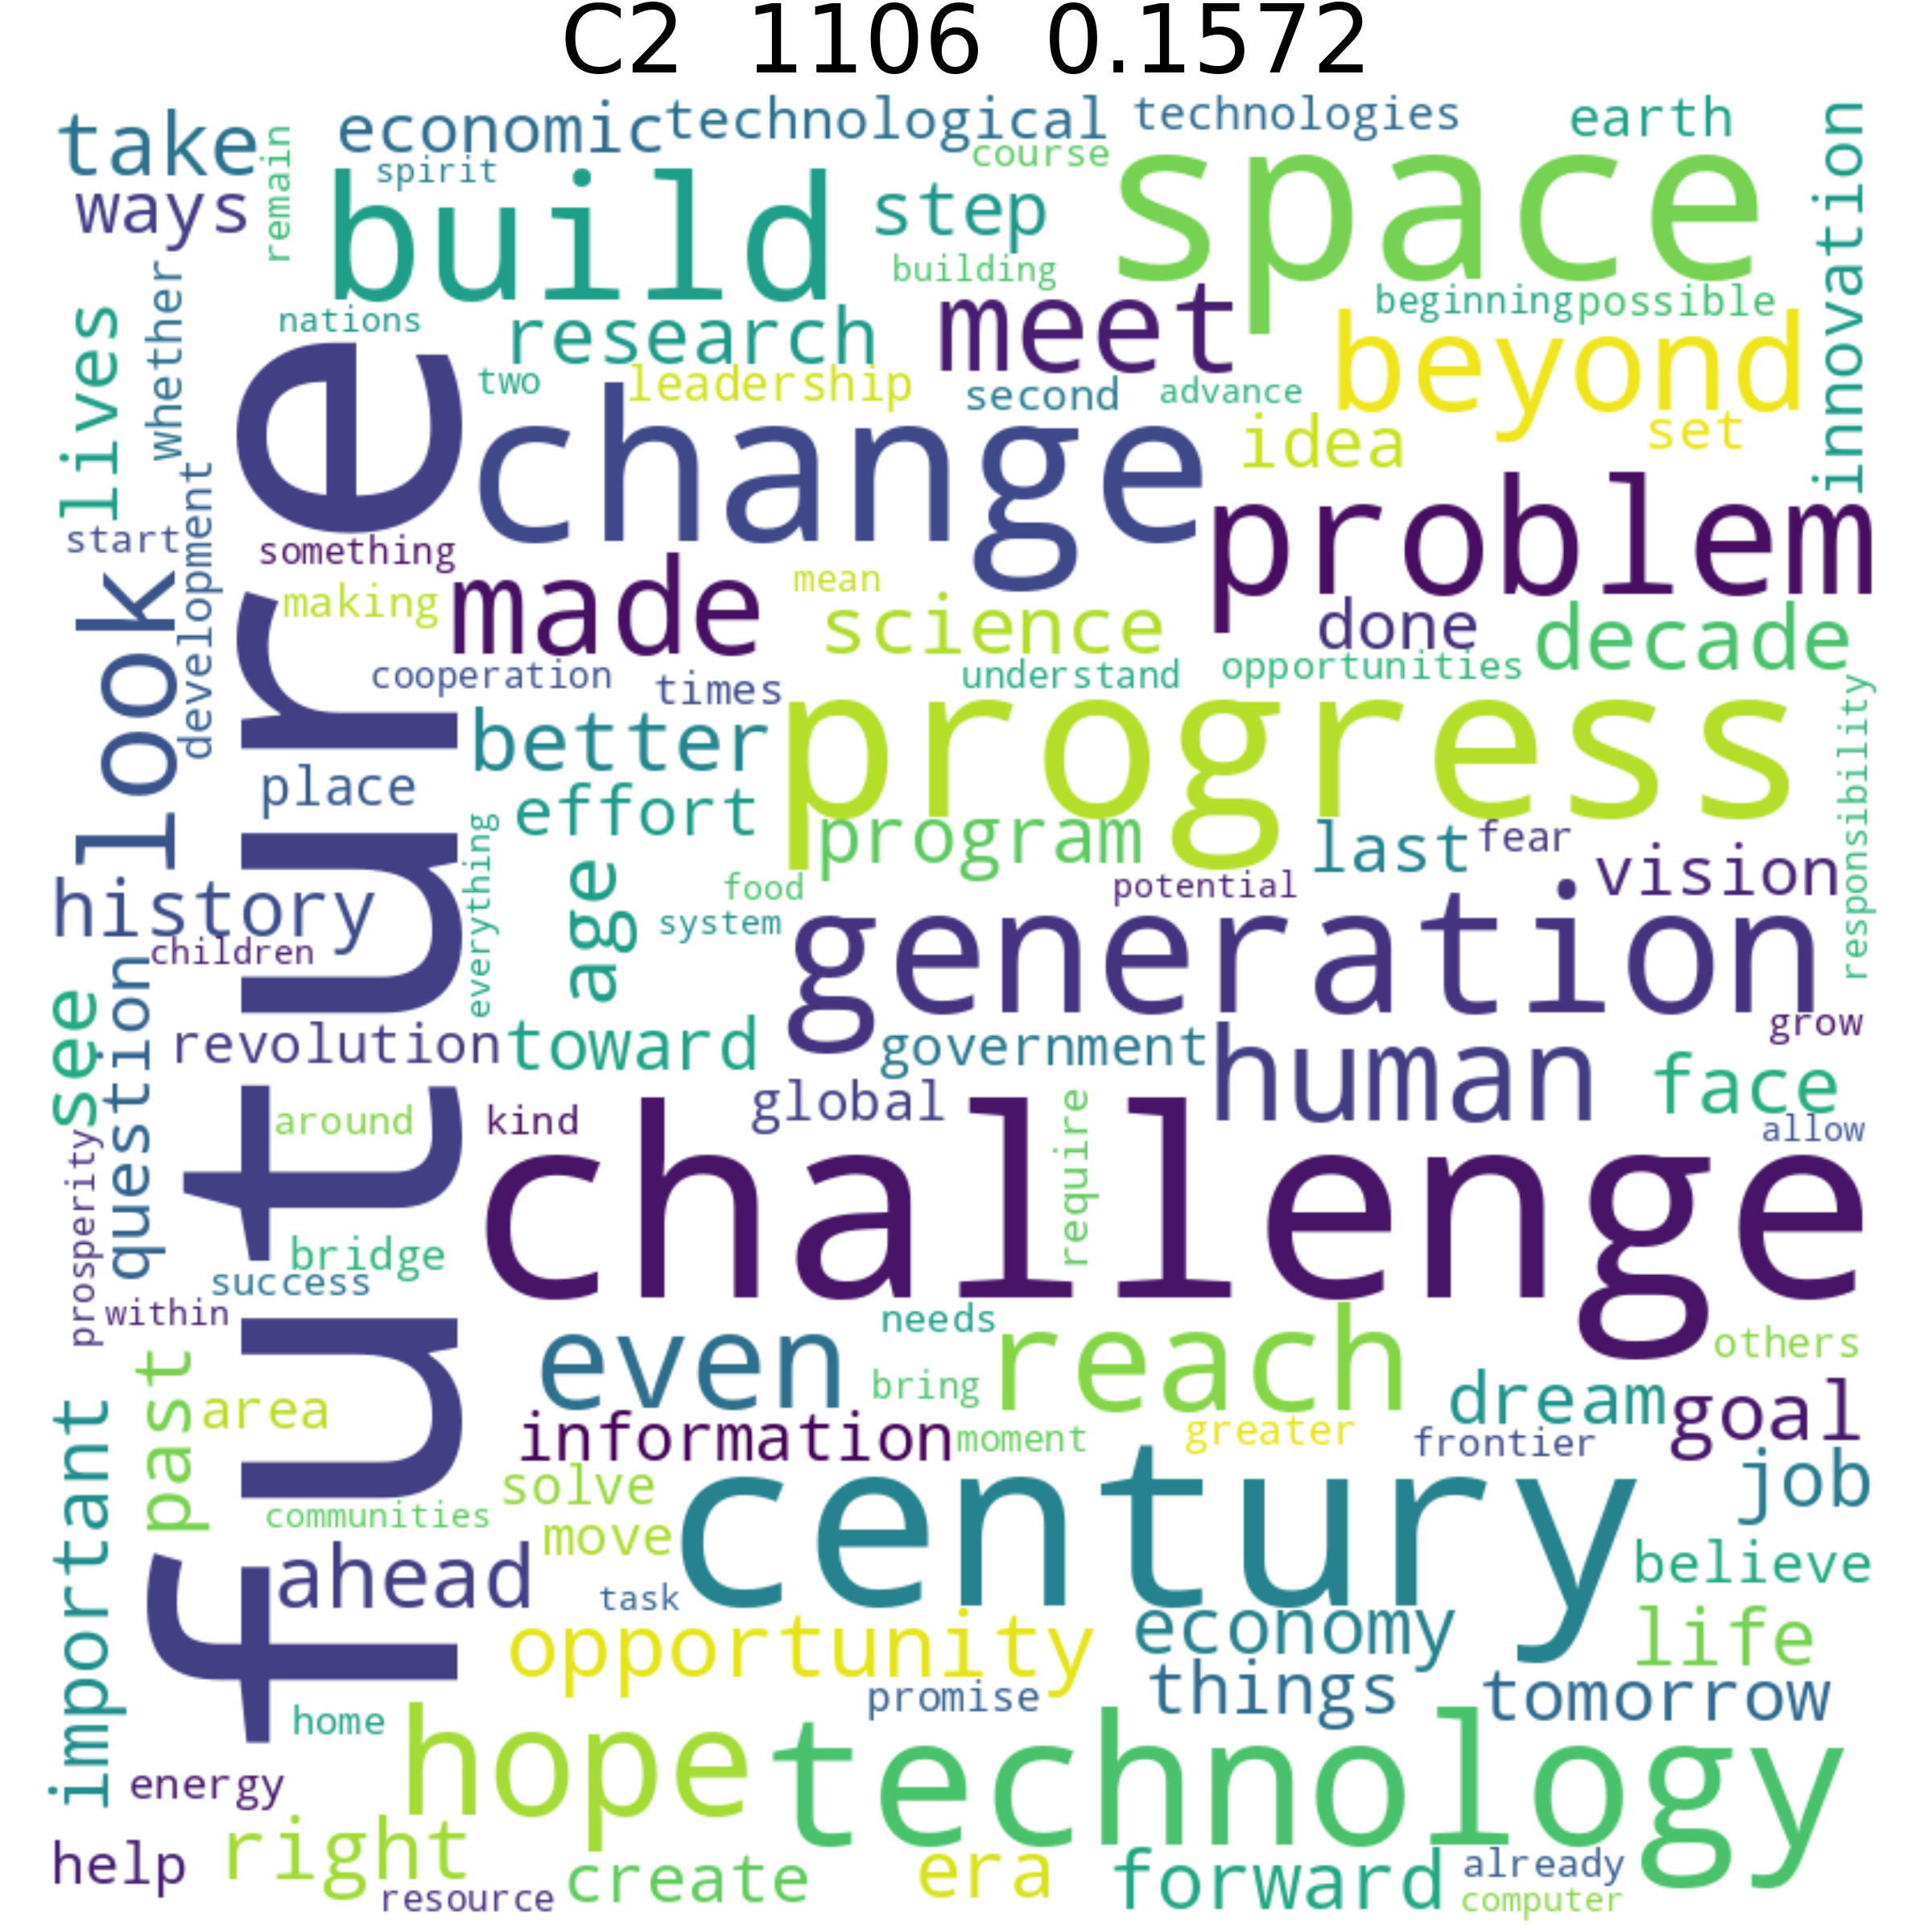 C2 1106 0.1572
take
economic
technological
technologies
earth
innovation
remain
spirit
course
space
ways
build
step
building
whether
lives
nations
research
meet
beginning
possible
beyond
two
leadership
second
advance
set
change
idea
development
start
problem
something
look
making
made
mean
science
done
decade
cooperation
times
understand
opportunities
responsibility
better
progress
place
effort
everything
program
last
fear
vision
history
age
food
potential
system
generation
children
see
question
revolution
toward
government
grow
human
face
global
around
kind
require
allow
challenge
future
prosperity
bridge
success
within
needs
even
reach
others
past
area
bring
dream
goal
information
moment
greater
frontier
important
solve
century
job
communities
move
believe
ahead
task
opportunity
economy
life
things
promise
tomorrow
home
hope
technology
energy
help
right
resource
create
era
forward
already
computer